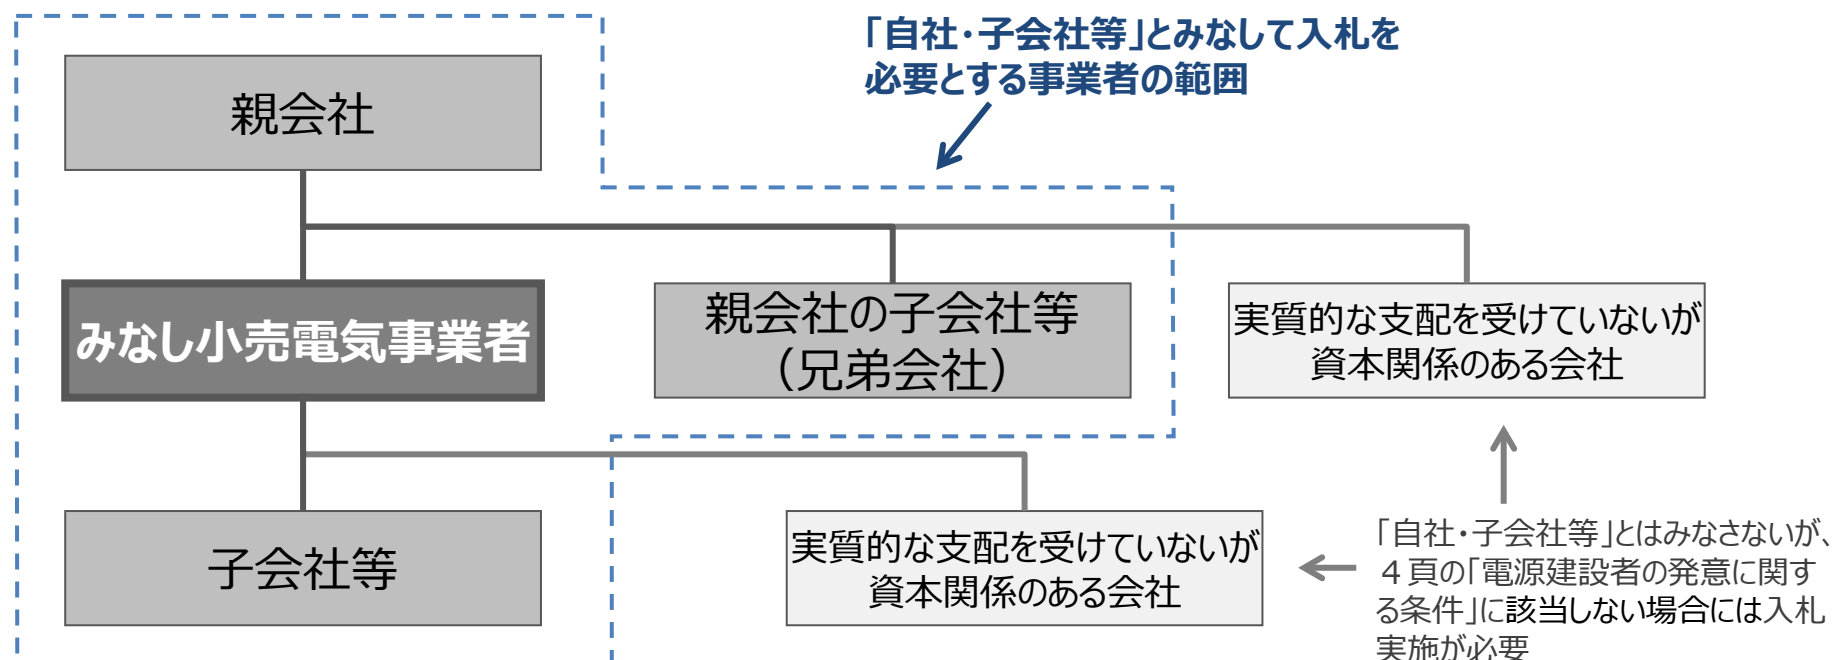 「自社・子会社等」とみなして入札を
必要とする事業者の範囲
親会社
みなし小売電気事業者
親会社の子会社等
（兄弟会社）
実質的な支配を受けていないが
資本関係のある会社
子会社等
実質的な支配を受けていないが
資本関係のある会社
「自社・子会社等」とはみなさないが、
４頁の「電源建設者の発意に関す
る条件」に該当しない場合には入札
実施が必要